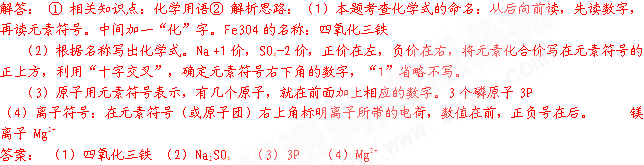 解答： ① 相关知识点：化学用语② 解析思路：（1）本题考查化学式的命名：从后向前读，先读数字，
再读元素符号。中间加一“化”字。Fe3O4的名称：四氧化三铁
（2）根据名称写出化学式。Na +1价，SO₄-2 价，正价在左，负价在右，将元素化合价写在元素符号的
正上方，利用“十字交叉”，确定元素符号右下角的数字，“1”省略不写。
（3）原子用元素符号表示，有几个原子，就在前面加上相应的数字。3个磷原子 3P
（4）离子符号：在元素符号（或原子团）右上角标明离子所带的电荷，数值在前，正负号在后。 镁
离子 Mg²⁺
答案： （1）四氧化三铁 （2）Na₂SO₄ （3）3P （4）Mg²⁺